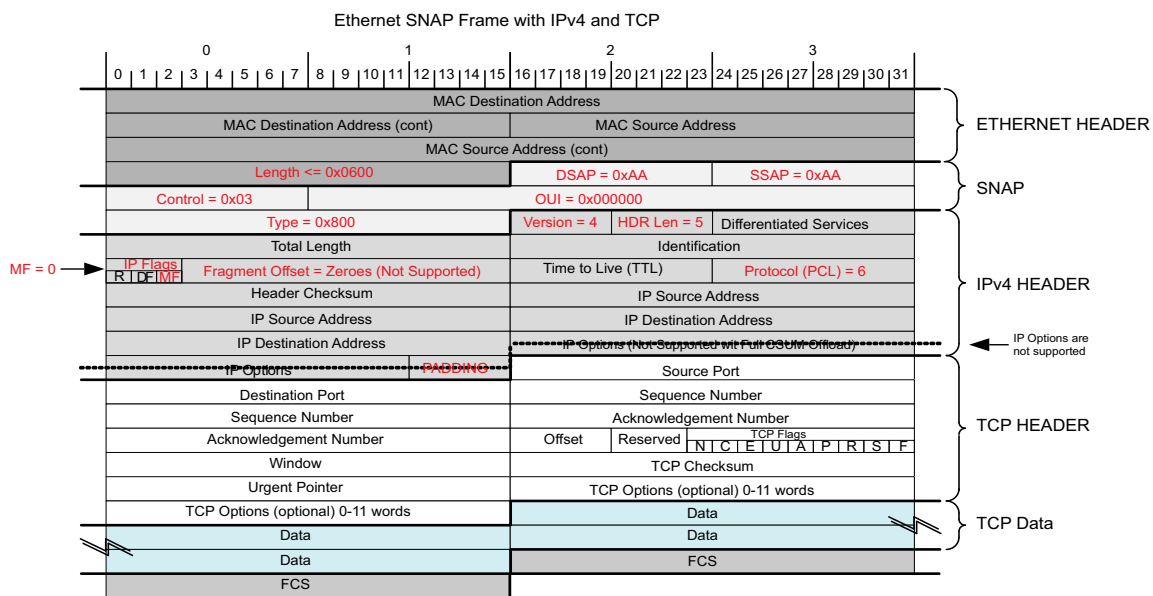 Ethernet SNAP Frame with IPv4 and TCP
0 1 2 3
0 1 2 3 4 5 6 7 8 9 10 11 12 13 14 15 16 17 18 19 20 21 22 23 24 25 26 27 28 29 30 31
MAC Destination Address
MAC Destination Address (cont) MAC Source Address
ETHERNET HEADER
MAC Source Address (cont)
Length <= 0x0600 DSAP = 0xAA SSAP = 0xAA
SNAP
Control = 0x03 OUI = 0x000000
Type = 0x800 Version = 4 HDR Len = 5 Differentiated Services
Total Length Identification
MF = 0
IP Flags
R DF MF
Fragment Offset = Zeroes (Not Supported) Time to Live (TTL) Protocol (PCL) = 6
IPv4 HEADER
Header Checksum IP Source Address
IP Source Address IP Destination Address
IP Destination Address IP Options (Not Supported wit Full CSUM Offload)
IP Options are
not supported
IP Options PADDING Source Port
Destination Port Sequence Number
Sequence Number Acknowledgement Number
TCP HEADER
Acknowledgement Number Offset Reserved
TCP Flags
N C E U A P R S F
Window TCP Checksum
Urgent Pointer TCP Options (optional) 0-11 words
TCP Options (optional) 0-11 words Data
TCP Data
Data Data
Data FCS
FCS